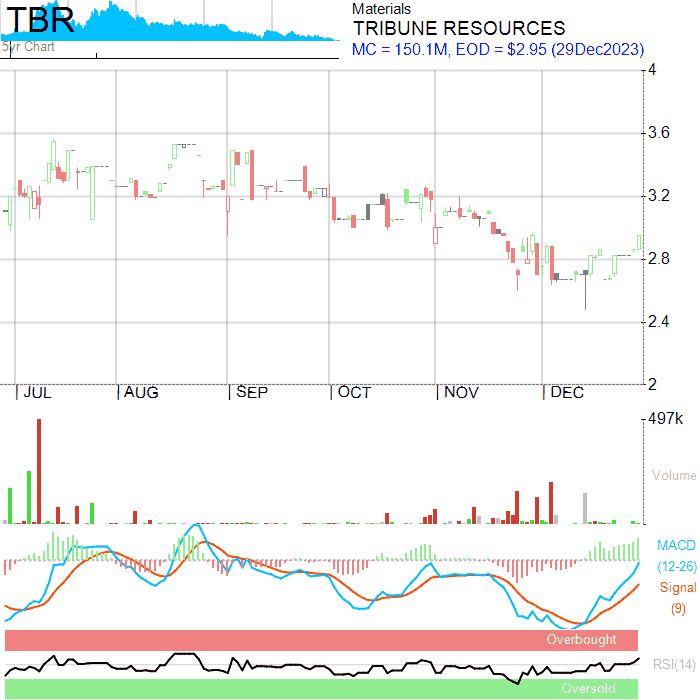 TBR
5yr Chart
Materials
TRIBUNE RESOURCES
MC = 150.1M, EOD = $2.95 (29Dec2023)
4
3.6
3.2
2.8
2.4
2
JUL AUG SEP OCT NOV DEC
497k
Volume
MACD
(12-26)
Signal
(9)
Overbought
RSI(14)
Oversold